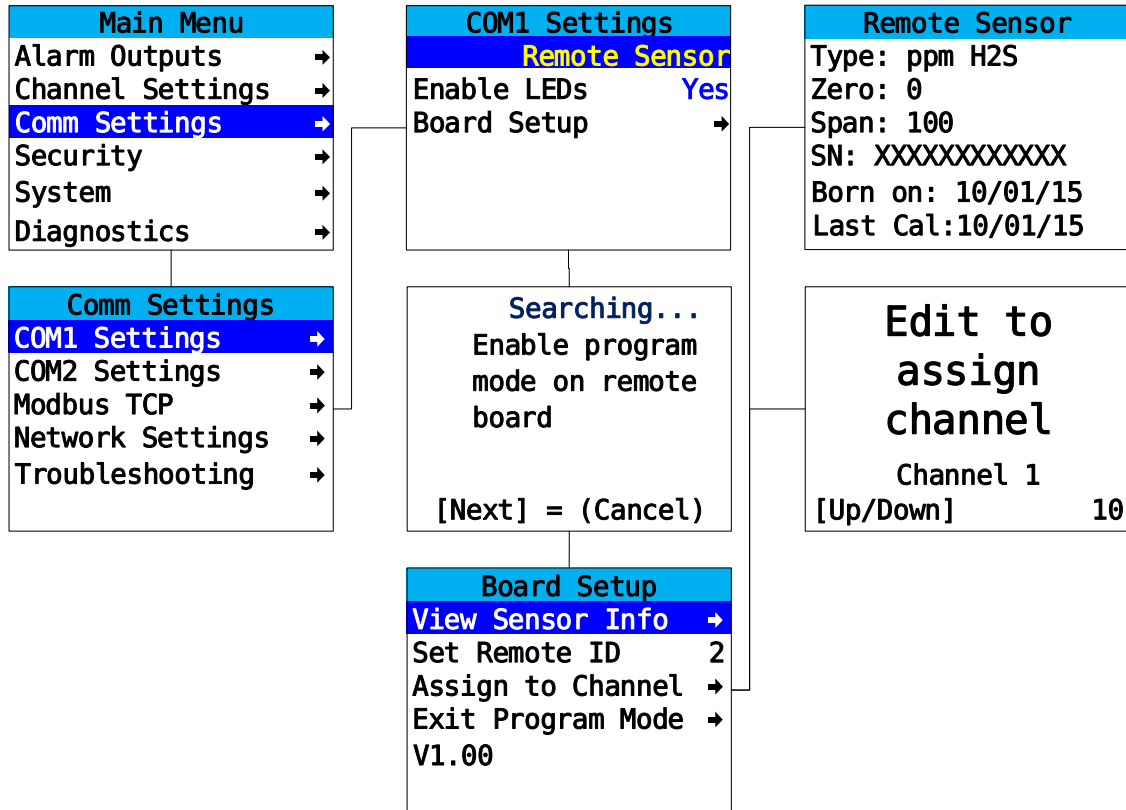 Main Menu
Alarm Outputs
Channel Settings
Comm Settings
Security
System
Diagnostics
Comm Settings
COM1 Settings
COM2 Settings
Modbus TCP
Network Settings
Troubleshooting
COM1 Settings
Remote Sensor
Enable LEDs Yes
Board Setup
Searching...
Enable program
mode on remote
board
[Next] = (Cancel)
Board Setup
View Sensor Info
Set Remote ID 2
Assign to Channel
Exit Program Mode
V1.00
Remote Sensor
Type: ppm H2S
Zero: 0
Span: 100
SN: XXXXXXXXXXXX
Born on: 10/01/15
Last Cal:10/01/15
Edit to
assign
channel
Channel 1
[Up/Down] 10